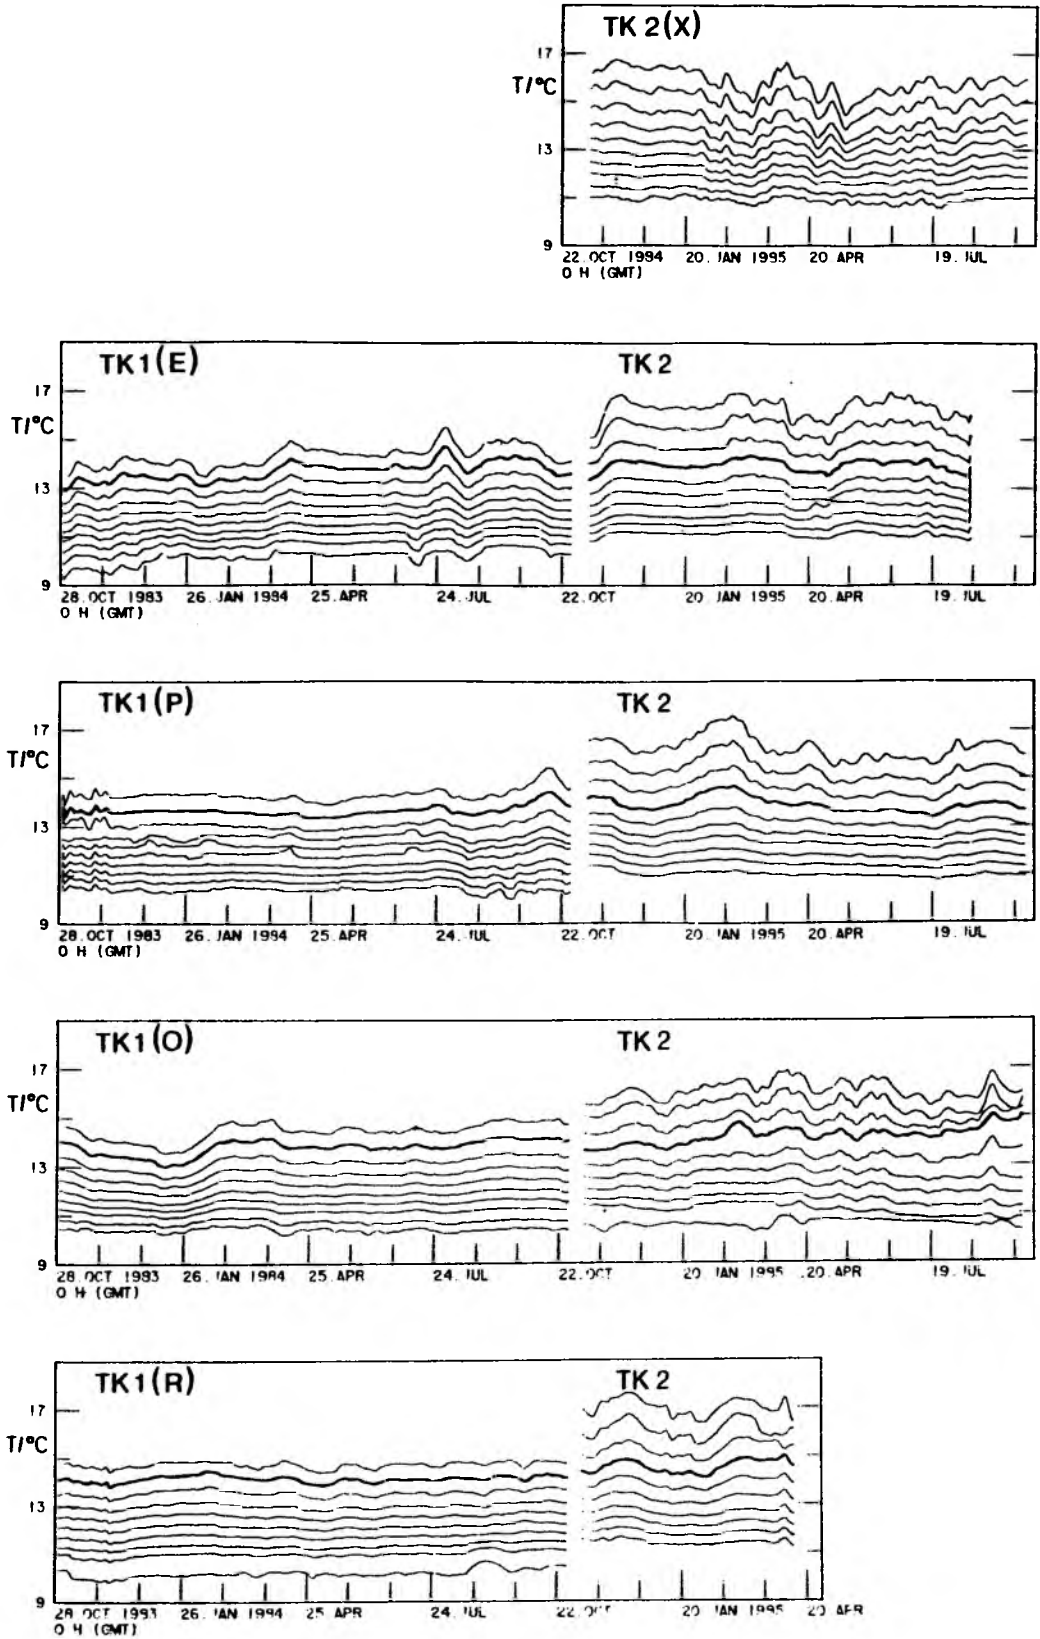 TK 2(X)
17
T/°C
13
9
22.OCT 1994 20.JAN 1995 20 APR 19.JUL
0 H (GMT)
TK1(E) TK 2
17
T/°C
13
9
28.OCT 1993 26.JAN 1994 25.APR 24.JUL 22.OCT 20.JAN 1995 20.APR 19.JUL
0 H (GMT)
TK1(P) TK 2
17
T/°C
13
9
28.OCT 1993 26.JAN 1994 25.APR 24.JUL 22.OCT 20.JAN 1995 20.APR 19.JUL
0 H (GMT)
TK1(O) TK 2
17
T/°C
13
9
28.OCT 1993 26.JAN 1994 25.APR 24.JUL 22.OCT 20.JAN 1995 20.APR 19.JUL
0 H (GMT)
TK1(R) TK 2
17
T/°C
13
9
28 OCT 1993 26.JAN 1994 25 APR 24.JUL 22.OCT 20 JAN 1995 20 APR
0 H (GMT)